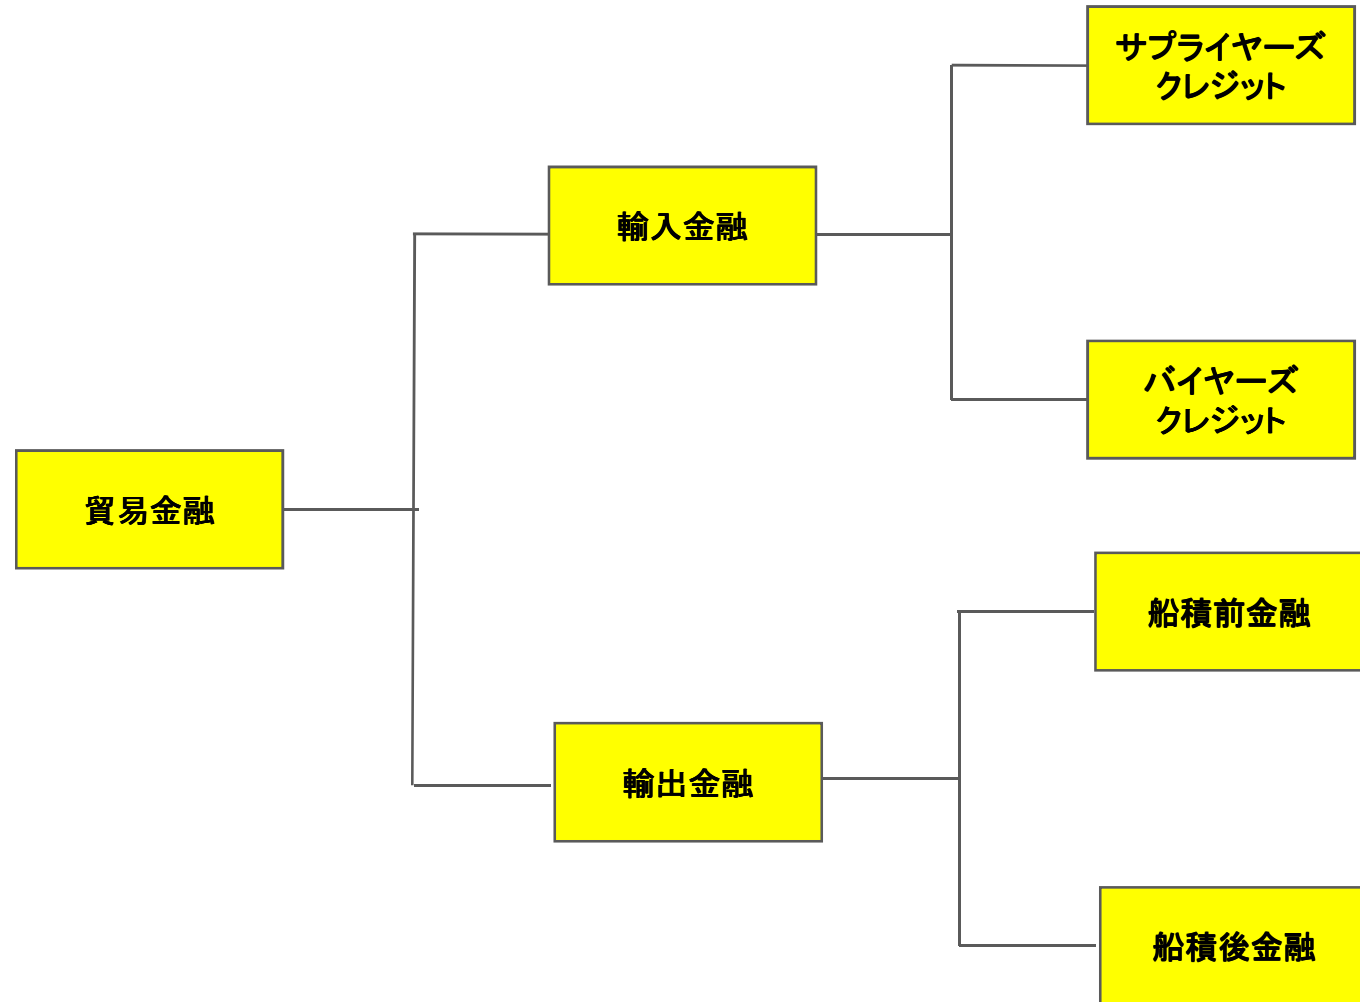 サプライヤーズ
クレジット
輸入金融
バイヤーズ
クレジット
貿易金融
船積前金融
輸出金融
船積後金融